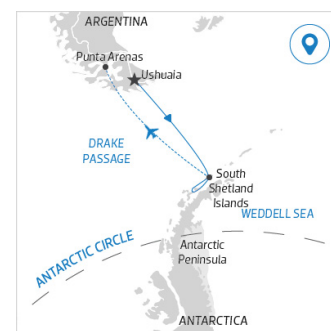 ARGENTINA
Punta Arenas
Ushuaia
DRAKE
PASSAGE
South
Shetland
Islands
WEDDELL SEA
ANTARCTIC CIRCLE
Antarctic
Peninsula
ANTARCTICA